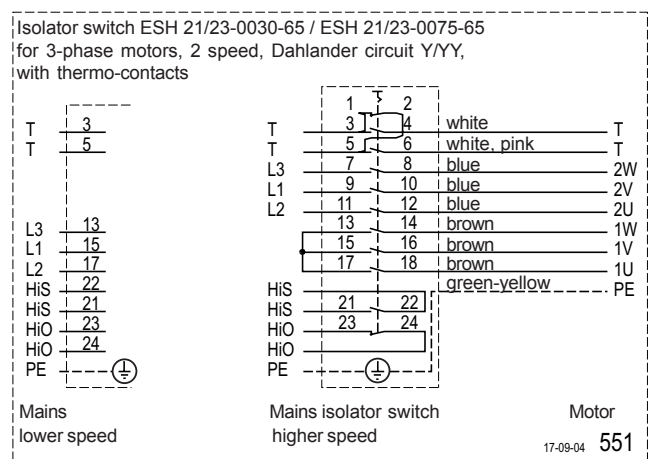 Isolator switch ESH 21/23-0030-65 / ESH 21/23-0075-65
for 3-phase motors, 2 speed, Dahlander circuit Y/YY,
with thermo-contacts
1 2
T 3 T 3 4 white T
T 5 T 5 6 white, pink T
L3 7 8 blue 2W
L1 9 10 blue 2V
L2 11 12 blue 2U
L3 13 13 14 brown 1W
L1 15 15 16 brown 1V
L2 17 17 18 brown 1U
HiS 22 HiS green-yellow PE
HiS 21 HiS 21 22
HiO 23 HiO 23 24
HiO 24 HiO
PE PE
Mains Mains isolator switch Motor
lower speed higher speed
17-09-04 551